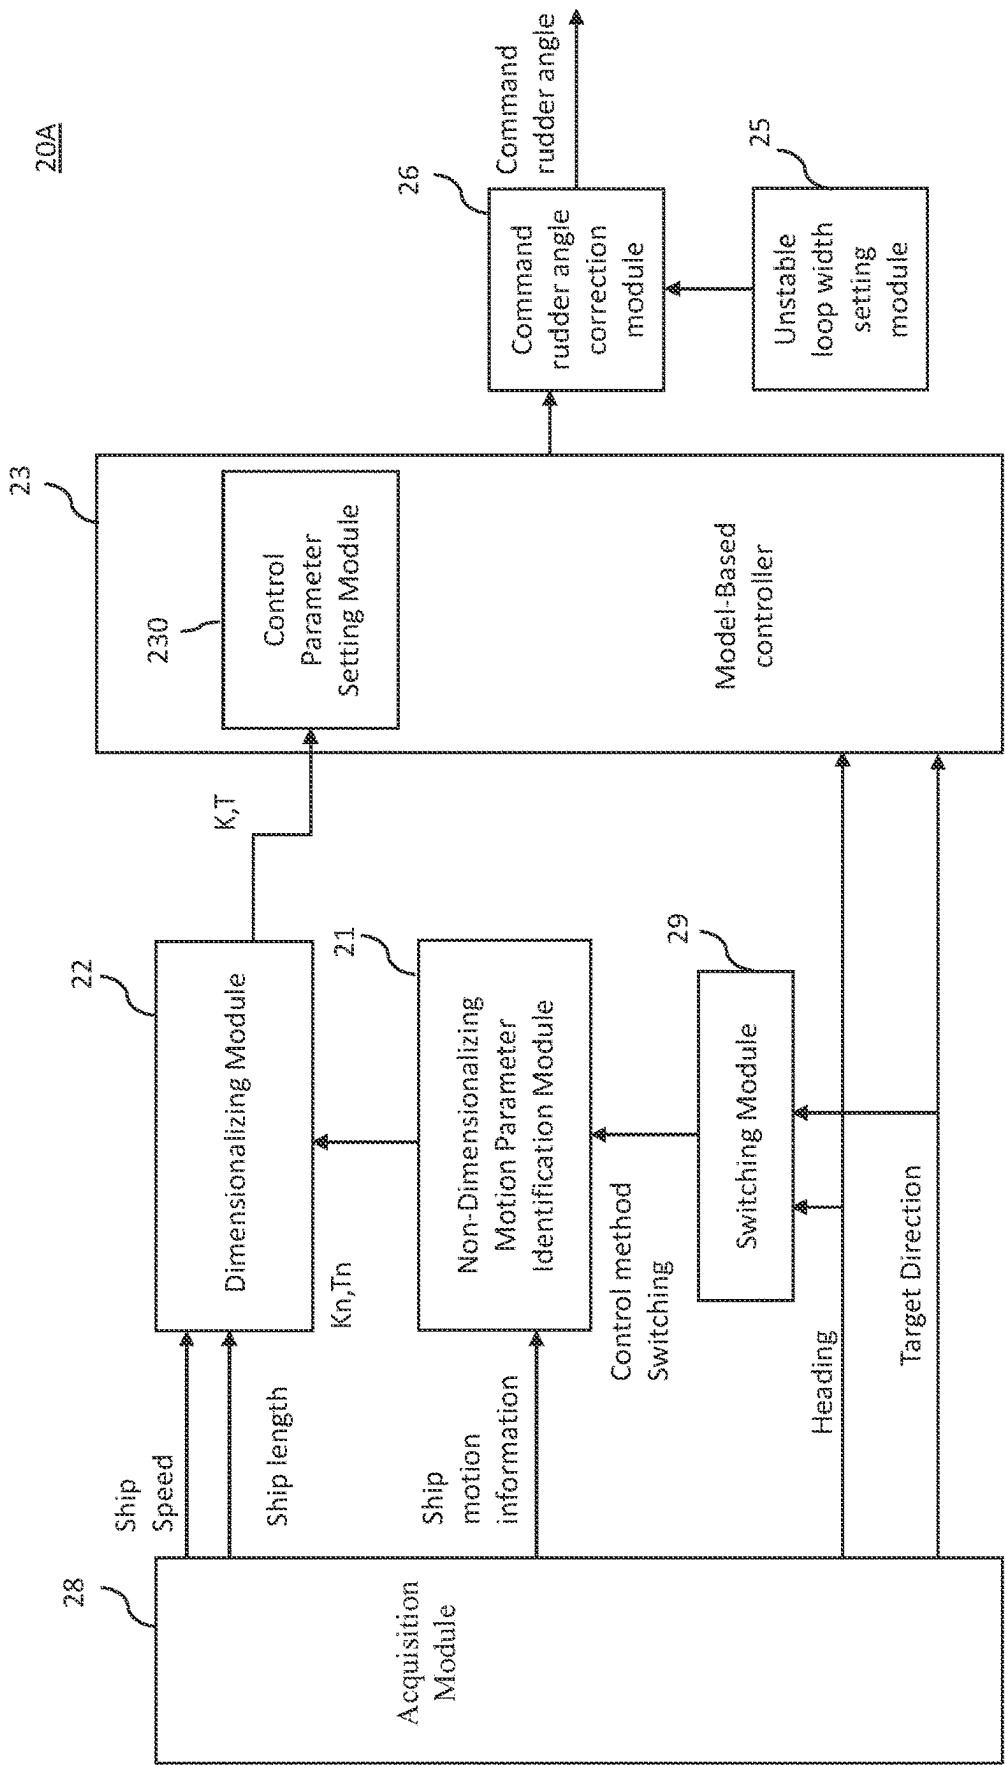 20A
28
Acquisition
Module
Ship
Speed
Ship length
Ship
motion
information
Heading
Target Direction
22
Dimensionalizing Module
Kn,Tn
21
Non-Dimensionalizing
Motion Parameter
Identification Module
Control method
Switching
29
Switching Module
K,T
23
230
Control
Parameter
Setting Module
Model-Based
controller
26
Command
rudder angle
correction
module
Command
rudder angle
25
Unstable
loop width
setting
module